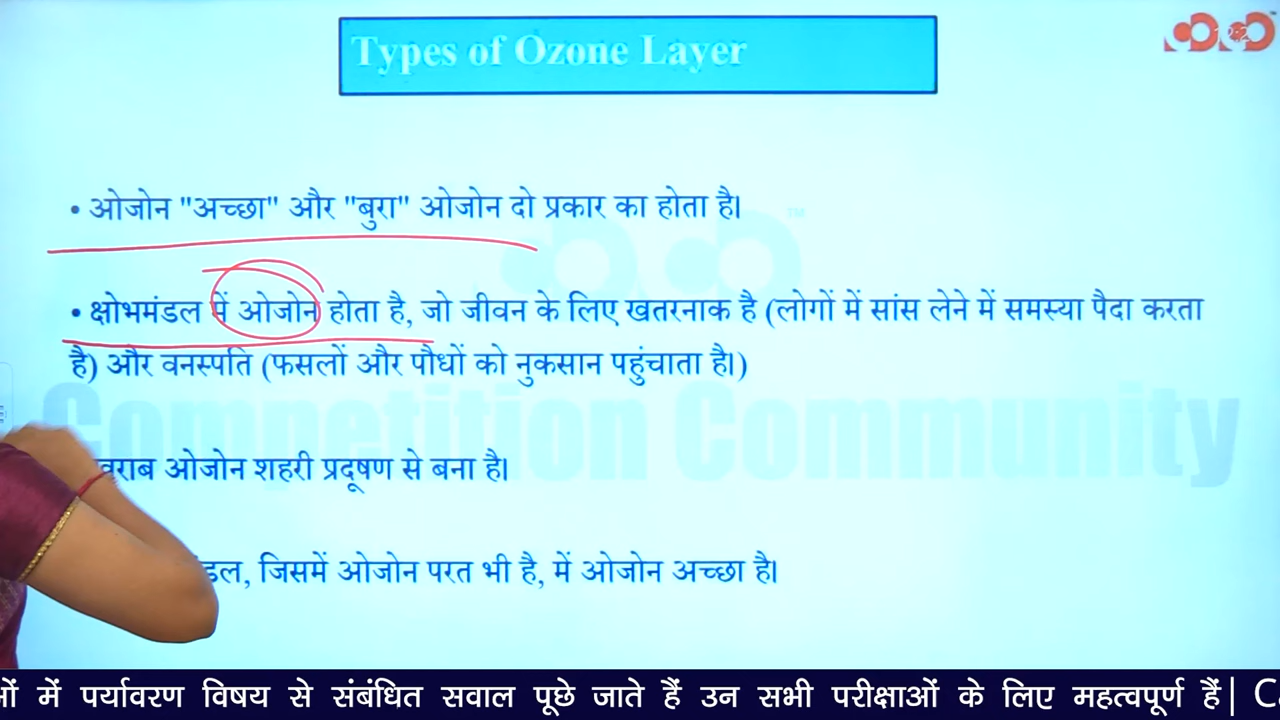 Types of Ozone Layer
• ओजोन "अच्छा" और "बुरा" ओजोन दो प्रकार का होता है।
• क्षोभमंडल में ओजोन होता है, जो जीवन के लिए खतरनाक है (लोगों में सांस लेने में समस्या पैदा करता
है) और वनस्पति (फसलों और पौधों को नुकसान पहुंचाता है।)
Competition Community
ओजोन शहरी प्रदूषण से बना है।
जिसमें ओजोन परत भी है, में ओजोन अच्छा है।
में पर्यावरण विषय से संबंधित सवाल पूछे जाते हैं उन सभी परीक्षाओं के लिए महत्वपूर्ण हैं|